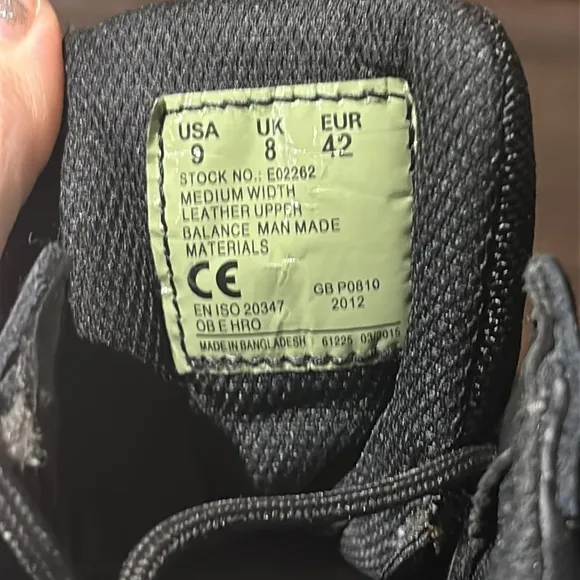 USA UK EUR
9 8 42
STOCK NO.: E02262
MEDIUM WIDTH
LEATHER UPPER
BALANCE MAN MADE
MATERIALS
CE GB P0810
EN ISO 20347 2012
OB E HRO
MADE IN BANGLADESH 61225 03/2015